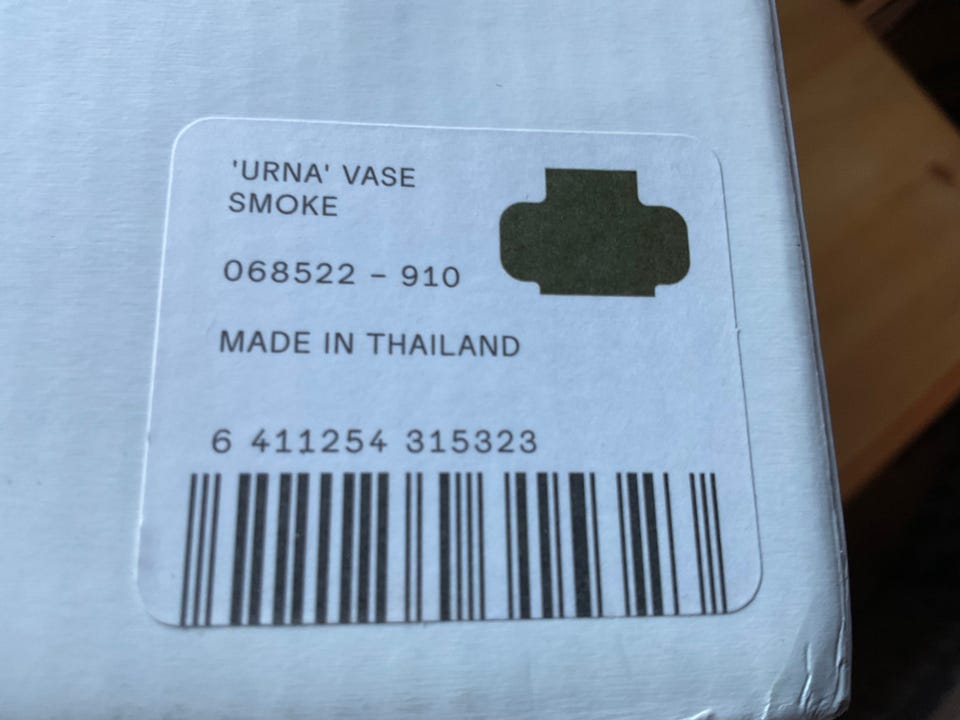 'URNA' VASE
SMOKE
068522 – 910
MADE IN THAILAND
6 411254 315323